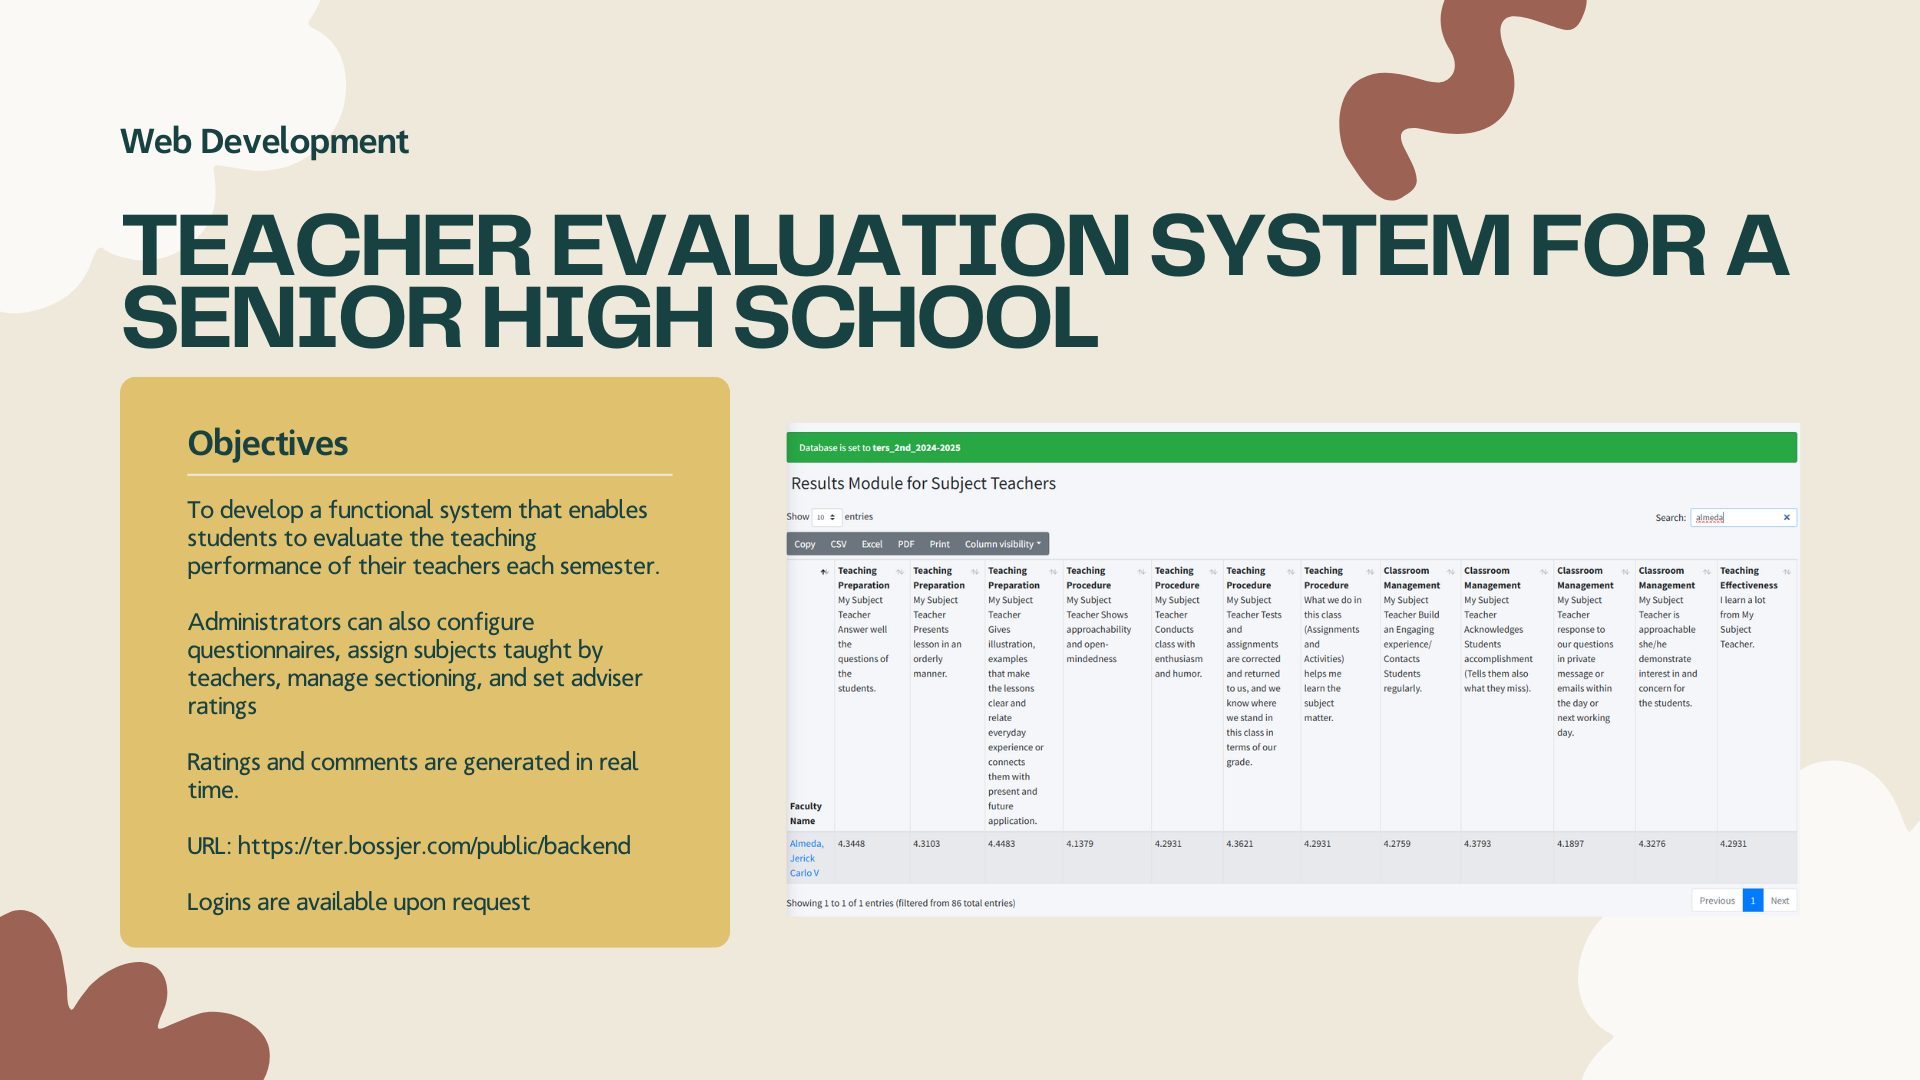 Web Development
TEACHER EVALUATION SYSTEM FOR A
SENIOR HIGH SCHOOL
Objectives
To develop a functional system that enables
students to evaluate the teaching
performance of their teachers each semester.
Administrators can also configure
questionnaires, assign subjects taught by
teachers, manage sectioning, and set adviser
ratings
Ratings and comments are generated in real
time.
URL: https://ter.bossjer.com/public/backend
Logins are available upon request
Database is set to ters_2nd_2024-2025
Results Module for Subject Teachers
Show 10 entries
Search: almeda
Copy CSV Excel PDF Print Column visibility
Faculty
Name
Teaching
Preparation
My Subject
Teacher
Answer well
the
questions of
the
students.
Teaching
Preparation
My Subject
Teacher
Presents
lesson in an
orderly
manner.
Teaching
Preparation
My Subject
Teacher
Gives
illustration,
examples
that make
the lessons
clear and
relate
everyday
experience or
connects
them with
present and
future
application.
Teaching
Procedure
My Subject
Teacher Shows
approachability
and open-
mindedness
Teaching
Procedure
My Subject
Teacher
Conducts
class with
enthusiasm
and humor.
Teaching
Procedure
My Subject
Teacher Tests
and
assignments
are corrected
and returned
to us, and we
know where
we stand in
this class in
terms of our
grade.
Teaching
Procedure
What we do in
this class
(Assignments
and
Activities)
helps me
learn the
subject
matter.
Classroom
Management
My Subject
Teacher Build
an Engaging
experience/
Contacts
Students
regularly.
Classroom
Management
My Subject
Teacher
Acknowledges
Students
accomplishment
(Tells them also
what they miss).
Classroom
Management
My Subject
Teacher
response to
our questions
in private
message or
emails within
the day or
next working
day.
Classroom
Management
My Subject
Teacher is
approachable
she/he
demonstrate
interest in and
concern for
the students.
Teaching
Effectiveness
I learn a lot
from My
Subject
Teacher.
Almeda,
Jerick
Carlo V
4.3448 4.3103 4.4483 4.1379 4.2931 4.3621 4.2931 4.2759 4.3793 4.1897 4.3276 4.2931
Showing 1 to 1 of 1 entries (filtered from 86 total entries)
Previous 1 Next